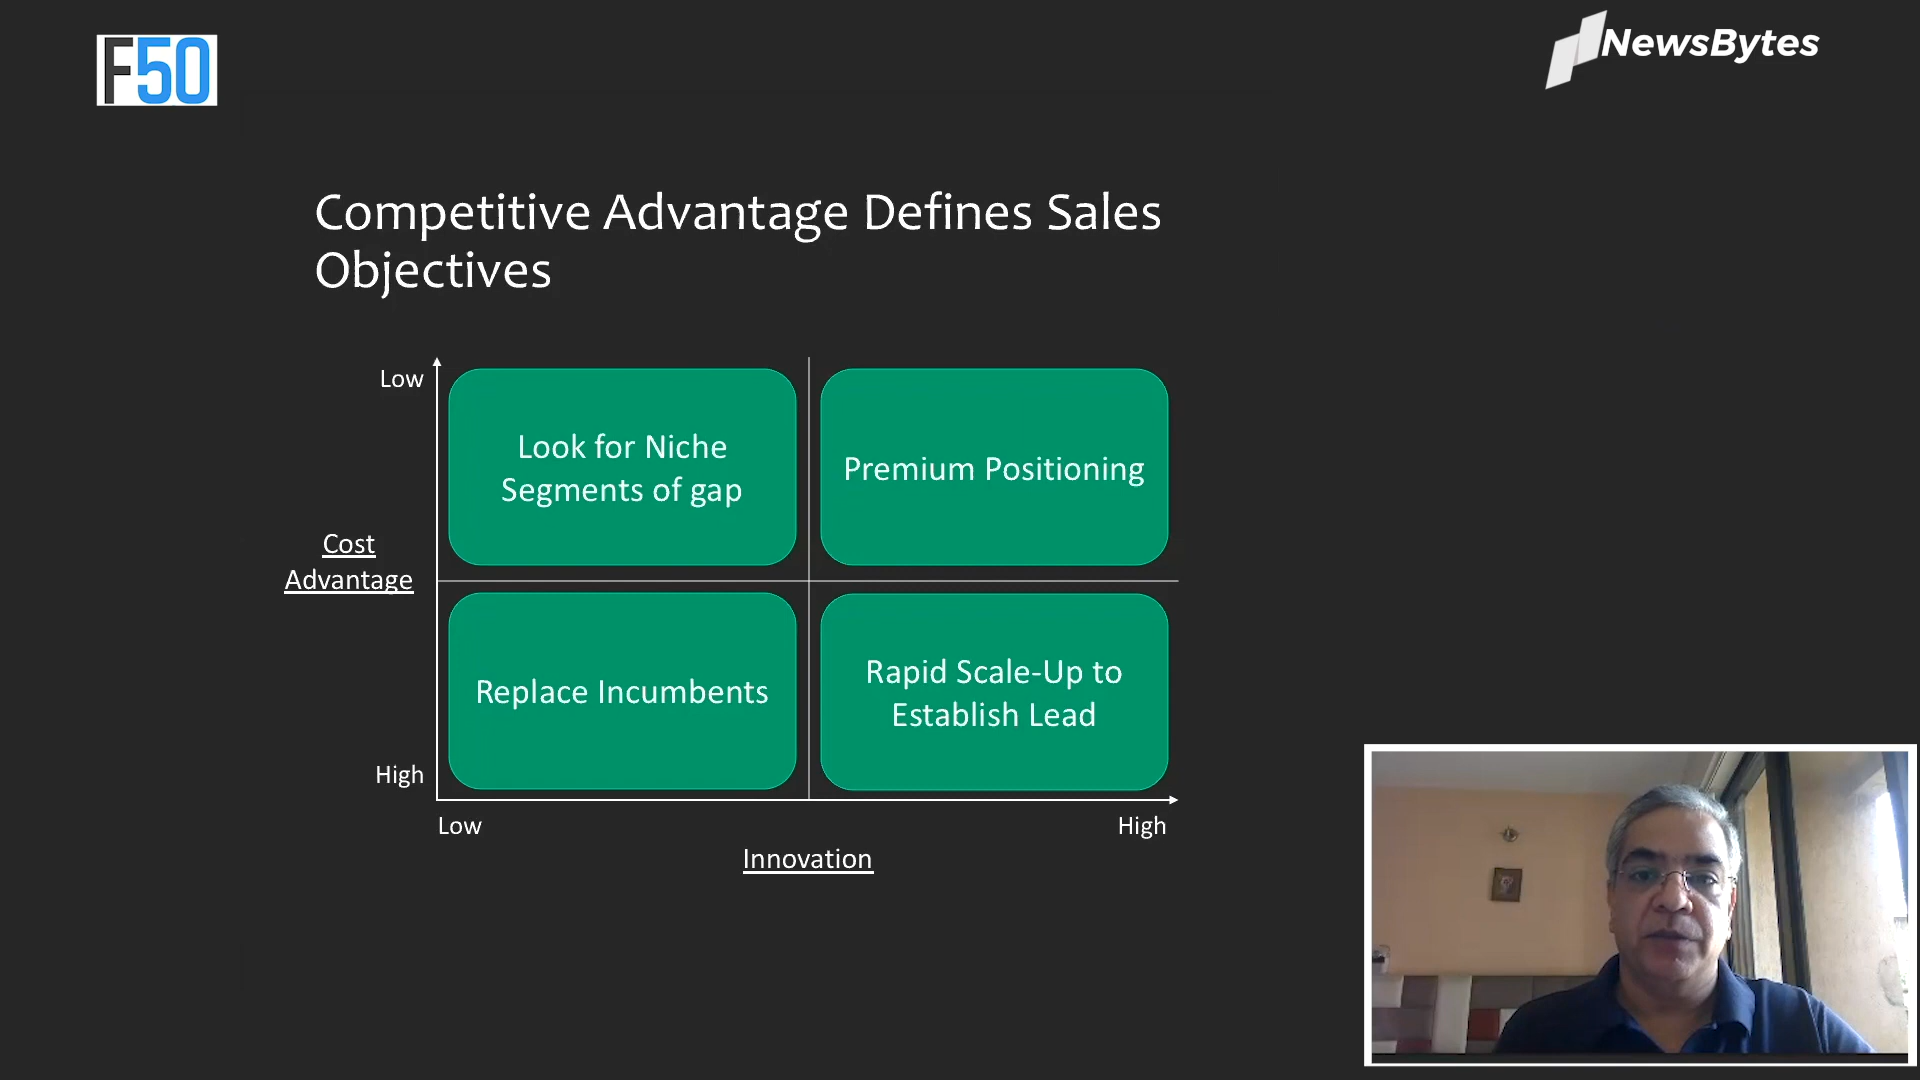 F50
NewsBytes
Competitive Advantage Defines Sales
Objectives
Low
Look for Niche
Segments of gap
Premium Positioning
Cost
Advantage
Replace Incumbents
Rapid Scale-Up to
Establish Lead
High
Low
High
Innovation